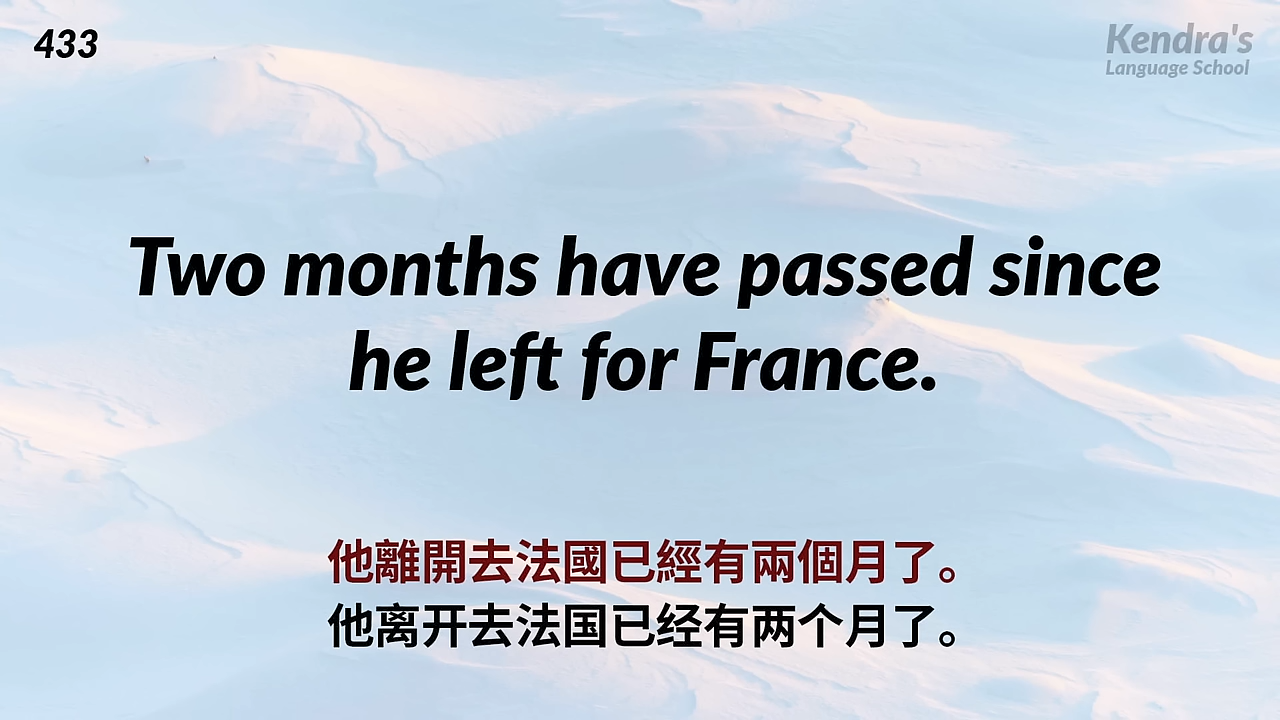 433
Kendra's
Language School
Two months have passed since
he left for France.
他離開去法國已經有兩個月了。
他离开去法国已经有两个月了。